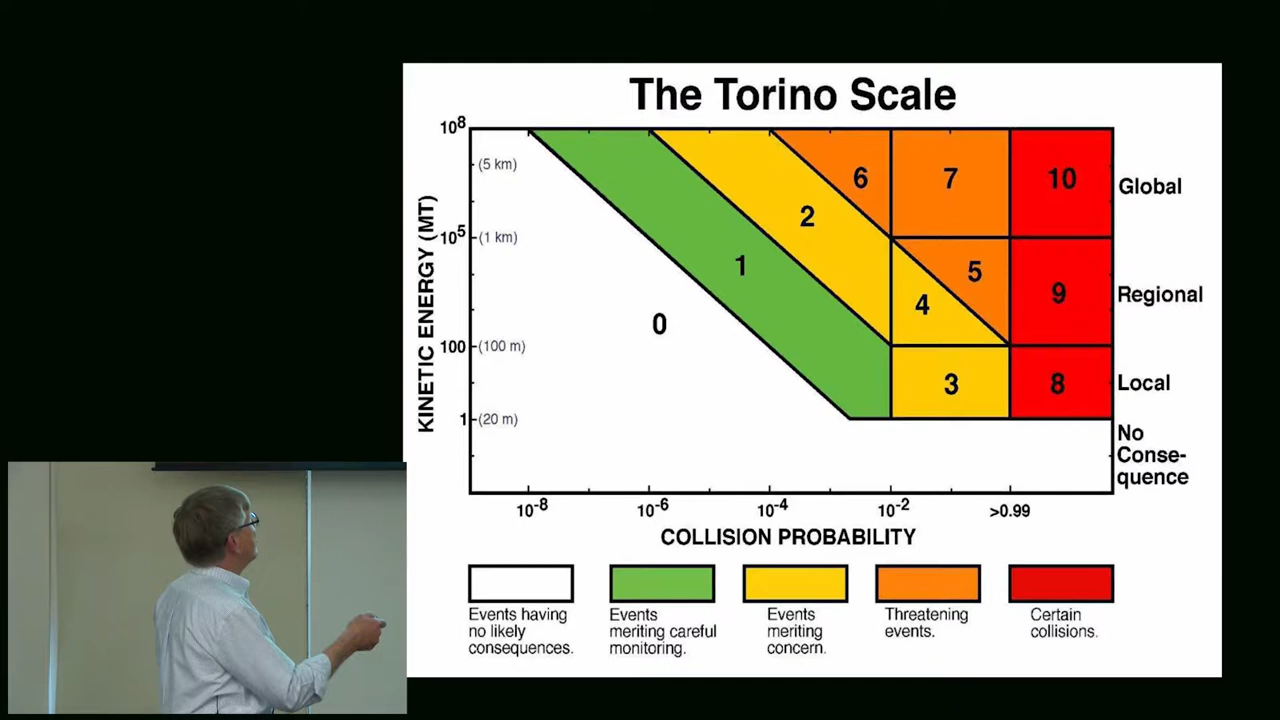 The Torino Scale
KINETIC ENERGY (MT)
10⁸
(5 km)
10⁵
(1 km)
100
(100 m)
1
(20 m)
0
1
2
6
7
10
Global
4
5
9
Regional
3
8
Local
No
Conse-
quence
10⁻⁸
10⁻⁶
10⁻⁴
10⁻²
>0.99
COLLISION PROBABILITY
Events having
no likely
consequences.
Events
meriting careful
monitoring.
Events
meriting
concern.
Threatening
events.
Certain
collisions.